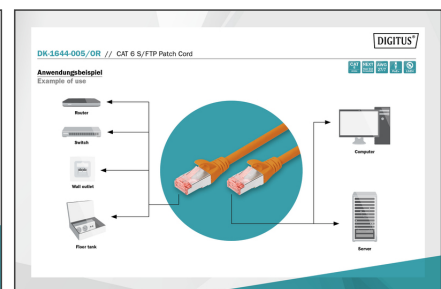 DIGITUS®
DK-1644-005/OR // CAT 6 S/FTP Patch Cord
Anwendungsbeispiel
Example of use
Router
Switch
Wall outlet
Floor tank
Computer
Server